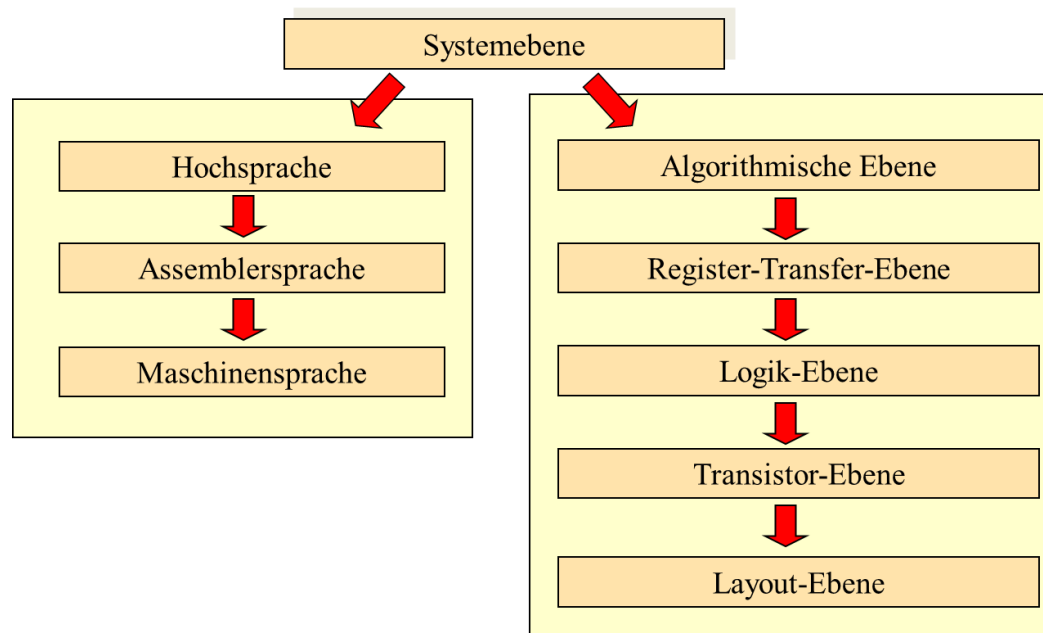 Systemebene
Hochsprache
Assemblersprache
Maschinensprache
Algorithmische Ebene
Register-Transfer-Ebene
Logik-Ebene
Transistor-Ebene
Layout-Ebene